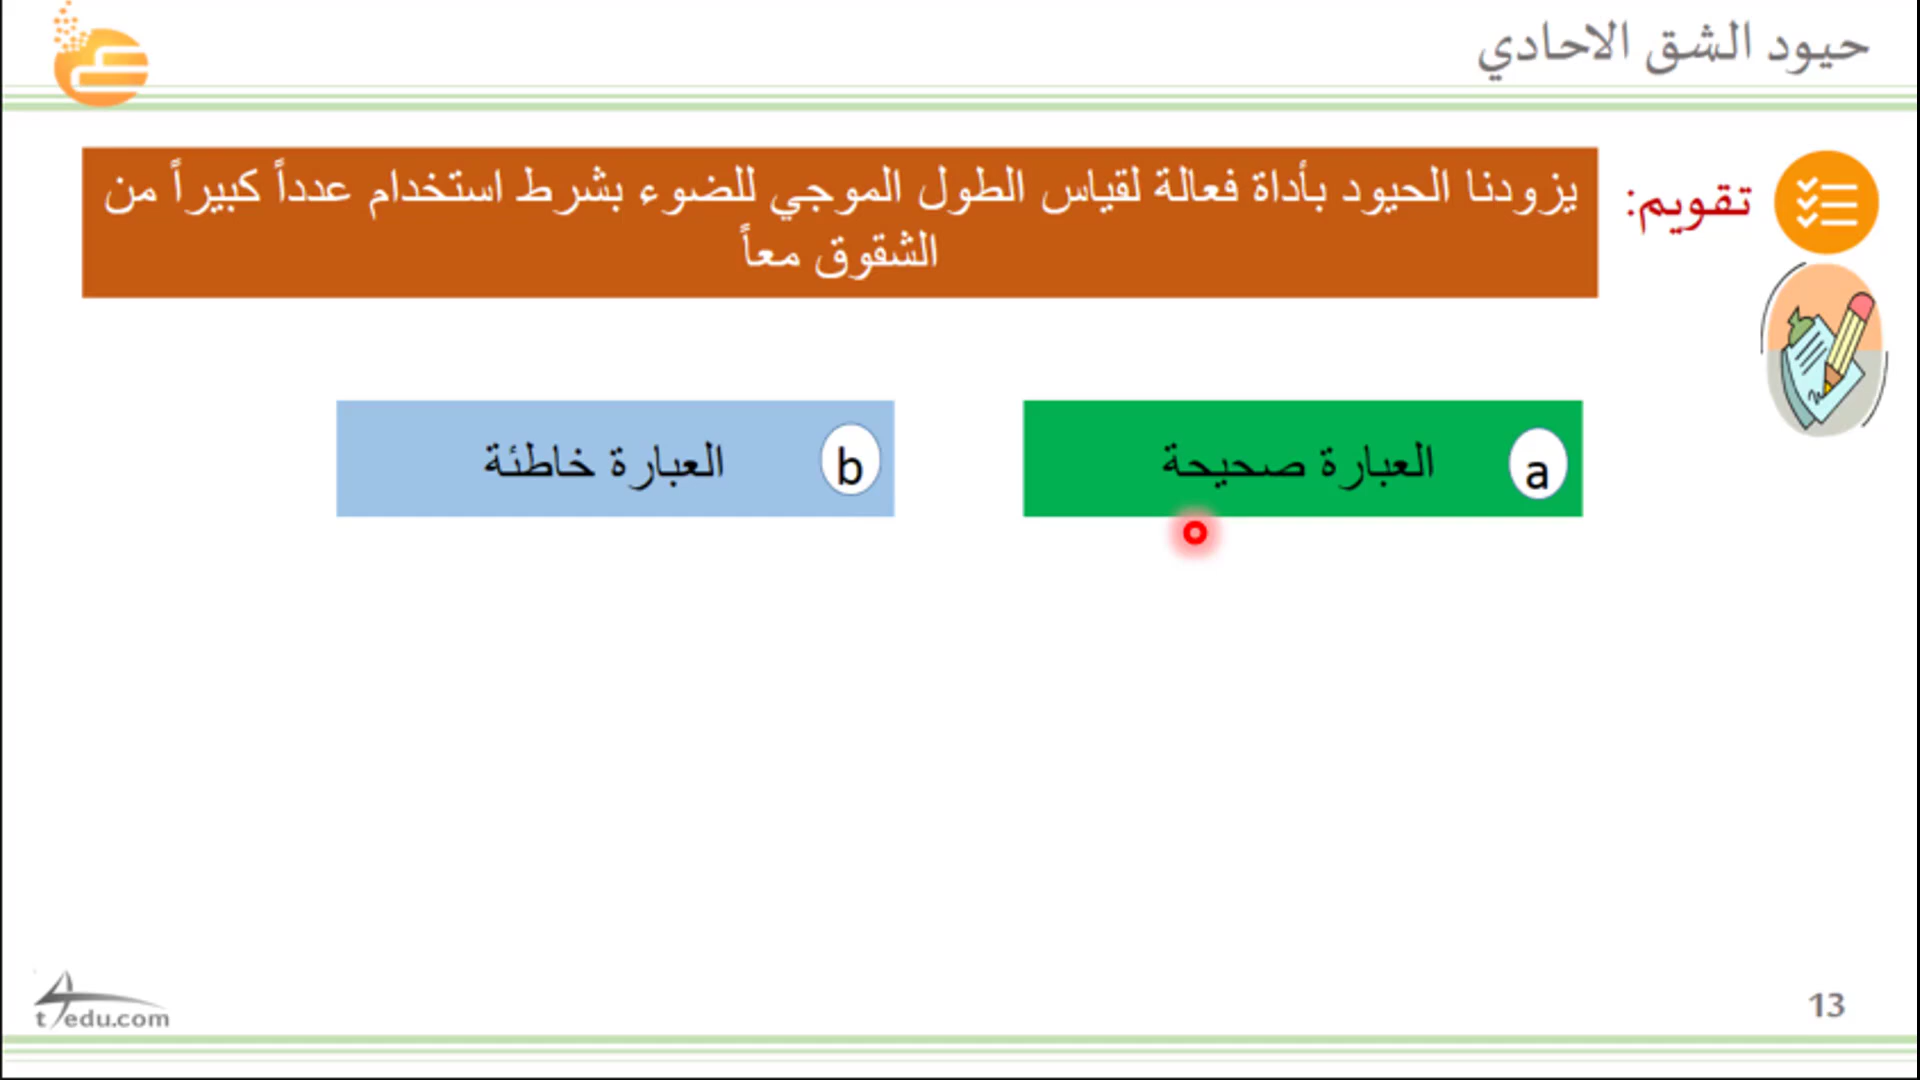 حيود الشق الاحادي
تقويم:
يزودنا الحيود بأداة فعالة لقياس الطول الموجي للضوء بشرط استخدام عدداً كبيراً من
الشقوق معاً
a العبارة صحيحة
b العبارة خاطئة
t4edu.com
13